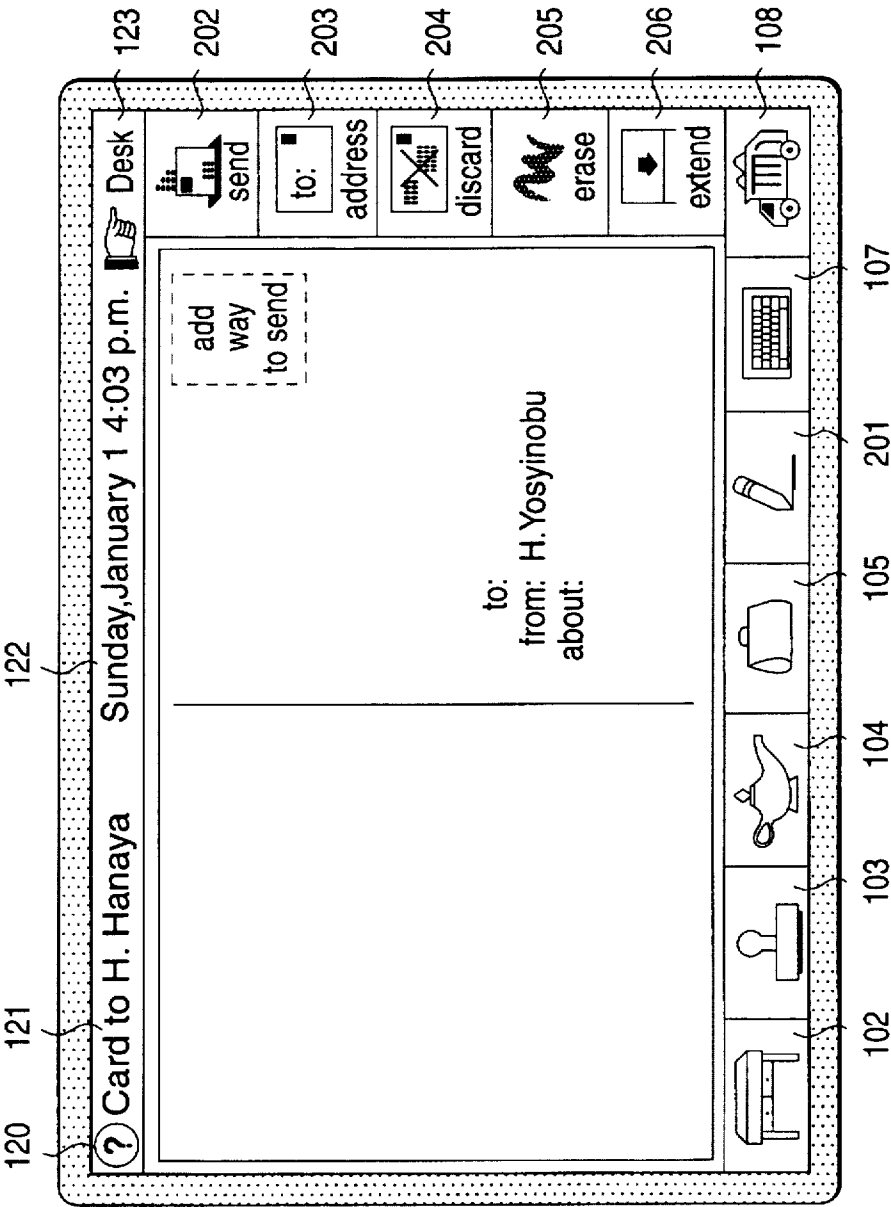 120
121
122
? Card to H. Hanaya
Sunday,January 1 4:03 p.m.
Desk
123
send
202
to:
address
203
discard
204
erase
205
extend
206
108
add
way
to send
to:
from: H.Yosyinobu
about:
102
103
104
105
201
107